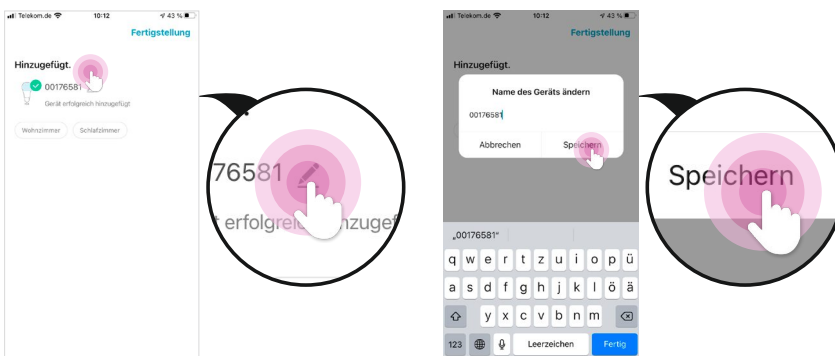 Telekom.de 10:12 43 %
Fertigstellung
Hinzugefügt.
00176581
Gerät erfolgreich hinzugefügt
Wohnzimmer Schlafzimmer
76581
erfolgreich hinzugef
Telekom.de 10:12 43 %
Fertigstellung
Hinzugefügt.
Name des Geräts ändern
00176581
Abbrechen Speichern
„00176581“
q w e r t z u i o p ü
a s d f g h j k l ö ä
y x c v b n m
123 Leerzeichen Fertig
Speichern